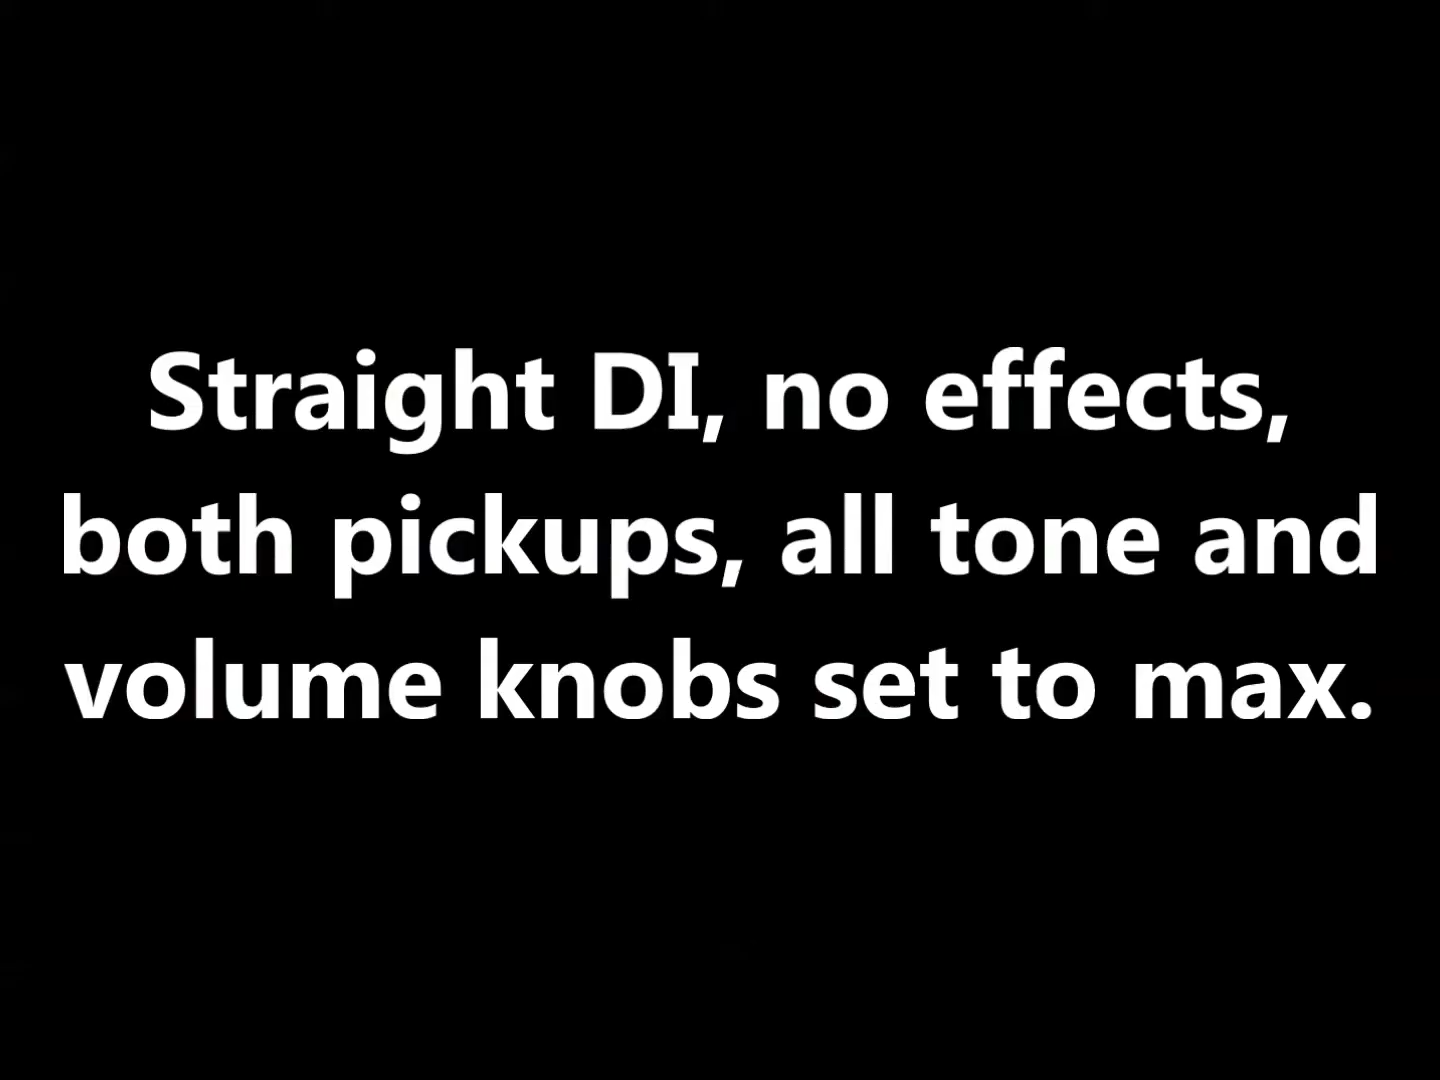 Straight DI, no effects,
both pickups, all tone and
volume knobs set to max.